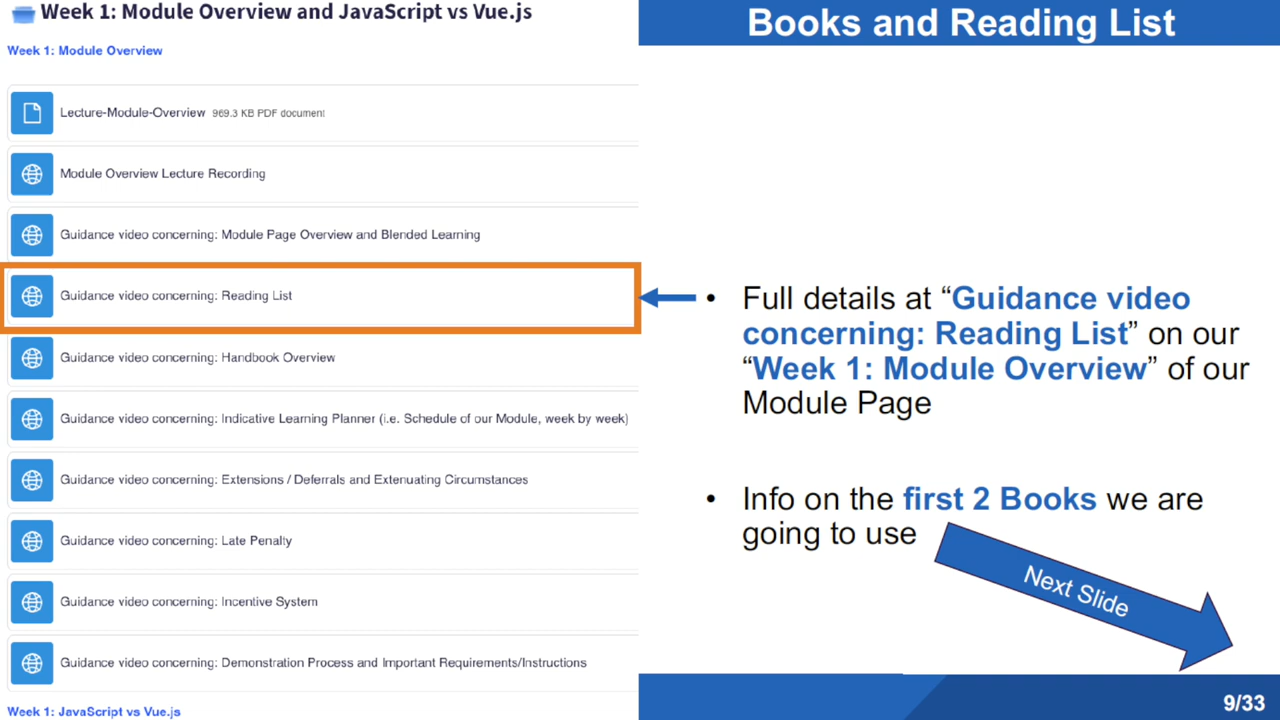 Week 1: Module Overview and JavaScript vs Vue.js
Week 1: Module Overview
Lecture-Module-Overview 969.3 KB PDF document
Module Overview Lecture Recording
Guidance video concerning: Module Page Overview and Blended Learning
Guidance video concerning: Reading List
Guidance video concerning: Handbook Overview
Guidance video concerning: Indicative Learning Planner (i.e. Schedule of our Module, week by week)
Guidance video concerning: Extensions / Deferrals and Extenuating Circumstances
Guidance video concerning: Late Penalty
Guidance video concerning: Incentive System
Guidance video concerning: Demonstration Process and Important Requirements/Instructions
Week 1: JavaScript vs Vue.js
Books and Reading List
• Full details at “Guidance video
concerning: Reading List” on our
“Week 1: Module Overview” of our
Module Page
• Info on the first 2 Books we are
going to use
Next Slide
9/33